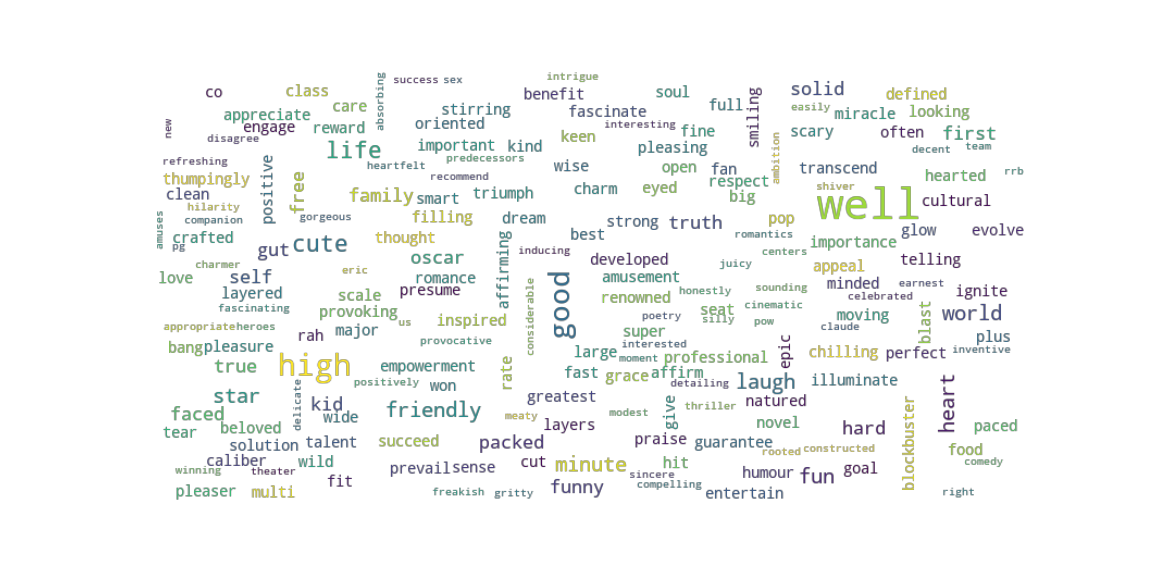 intrigue
success sex
co class benefit soul solid defined
absorbing care stirring fascinate full smiling easily miracle looking
appreciate oriented interesting fine scary often first
new engage reward important kind keen pleasing decent team
disagree life predecessors
refreshing heartfelt recommend wise open fan ambition transcend hearted rrb
thumpingly positive free family smart triumph charm eyed respect shiver
clean big well cultural
hilarity gorgeous filling dream strong truth pop
companion best romantics glow evolve
amuses crafted gut cute thought inducing centers importance
pg oscar affirming developed telling
charmer eric juicy appeal
love self romance amusement sounding minded earnest
layered scale presume considerable good renowned honestly celebrated ignite
fascinating provoking poetry seat cinematic moving blast world
appropriate heroes us inspired super silly pow claude
rah major plus
bang pleasure provocative interested epic
true high empowerment rate large moment professional chilling perfect inventive
positively won fast grace affirm detailing laugh illuminate
star delicate greatest natured
kid friendly meaty modest give thriller heart
faced wide layers novel blockbuster
tear beloved talent succeed packed praise guarantee hard paced
solution rooted constructed food
caliber wild prevail sense cut minute hit humour goal comedy
winning theater sincere
fit funny compelling fun
pleaser multi freakish gritty entertain right